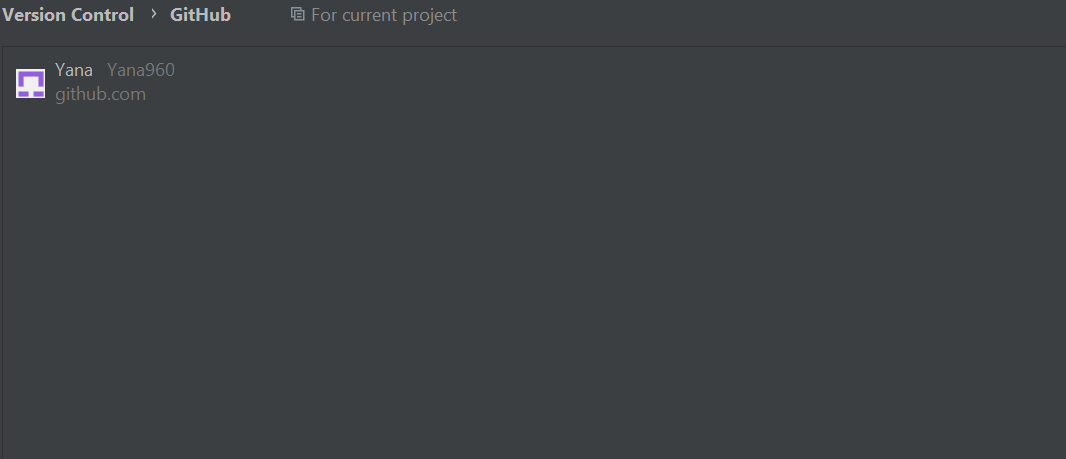 Version Control › GitHub For current project
Yana Yana960
github.com